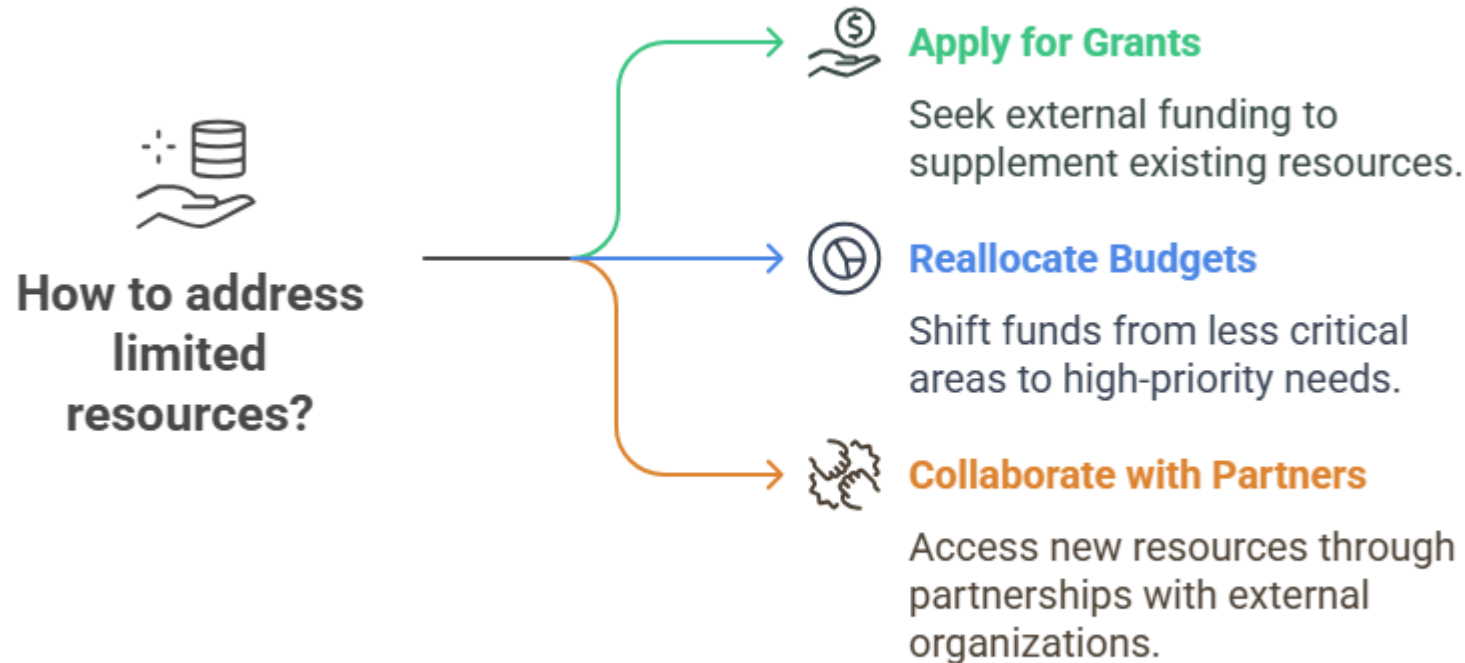 How to address
limited
resources?
Apply for Grants
Seek external funding to
supplement existing resources.
Reallocate Budgets
Shift funds from less critical
areas to high-priority needs.
Collaborate with Partners
Access new resources through
partnerships with external
organizations.